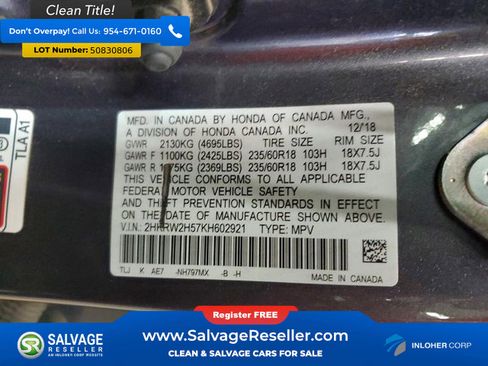 Clean Title!
Don't Overpay! Call Us: 954-671-0160
Lot Number: 50830806
TLA A1
MFD. IN CANADA BY HONDA OF CANADA MFG.,
A DIVISION OF HONDA CANADA INC. 12/18
GVWR 2130KG (4695LBS) TIRE SIZE RIM SIZE
GAWR F 1100KG (2425LBS) 235/60R18 103H 18X7.5J
GAWR R 1075KG (2369LBS) 235/60R18 103H 18X7.5J
THIS VEHICLE CONFORMS TO ALL APPLICABLE
FEDERAL MOTOR VEHICLE SAFETY
AND THEFT PREVENTION STANDARDS IN EFFECT
ON THE DATE OF MANUFACTURE SHOWN ABOVE.
V.I.N.: 2HKRW2H57KH602921 TYPE: MPV
TLJ K AE7 -NH797MX -B -H
MADE IN CANADA
Register FREE
SALVAGE
RESELLER
AN INLOHER CORP WEBSITE
www.SalvageReseller.com
CLEAN & SALVAGE CARS FOR SALE
INLOHER CORP